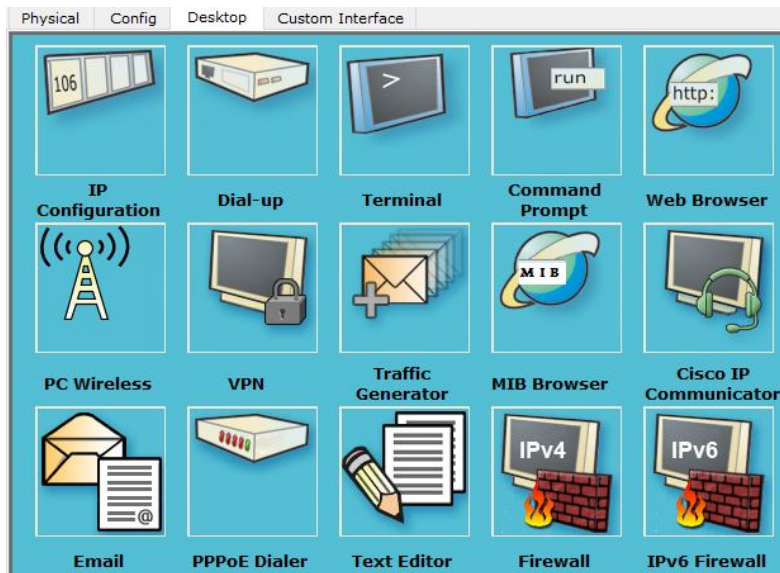 Physical Config Desktop Custom Interface
106
>
run
http:
IP
Configuration
Dial-up
Terminal
Command
Prompt
Web Browser
MIB
PC Wireless
VPN
Traffic
Generator
MIB Browser
Cisco IP
Communicator
@
IPv4
IPv6
Email
PPPoE Dialer
Text Editor
Firewall
IPv6 Firewall